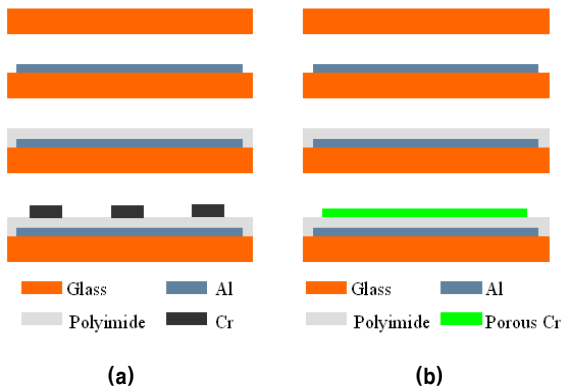 Glass Al
Polyimide Cr
Glass Al
Polyimide Porous Cr
(a) (b)